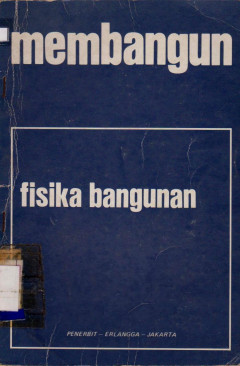 membangun
fisika bangunan
PENERBIT – ERLANGGA – JAKARTA